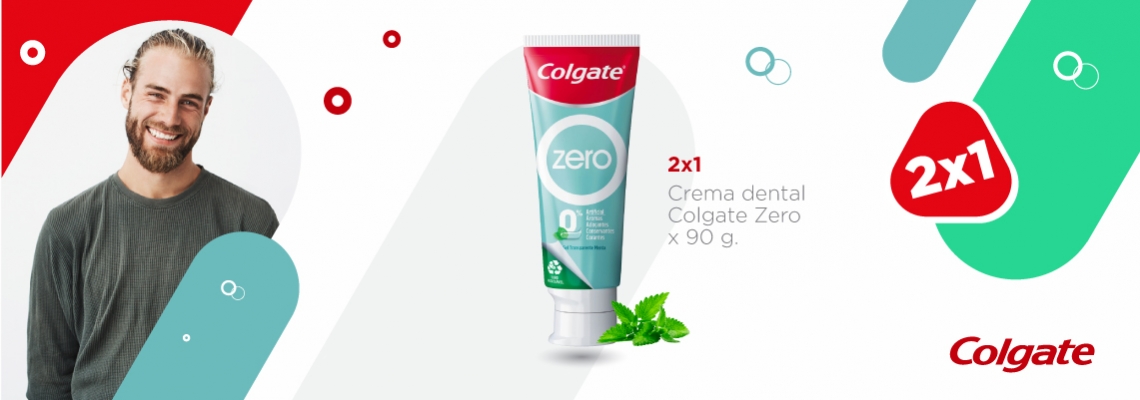 Colgate
zero
0%
2x1
Crema dental
Colgate Zero
x 90 g.
2x1
Colgate